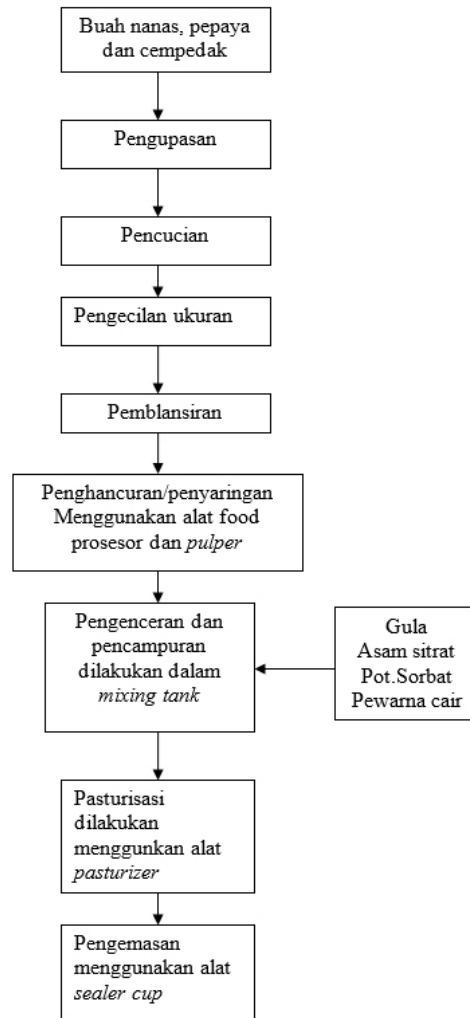 Buah nanas, pepaya
dan cempedak
Pengupasan
Pencucian
Pengecilan ukuran
Pemblansiran
Penghancuran/penyaringan
Menggunakan alat food
prosesor dan pulper
Pengenceran dan
pencampuran
dilakukan dalam
mixing tank
Gula
Asam sitrat
Pot.Sorbat
Pewarna cair
Pasturisasi
dilakukan
menggunkan alat
pasturizer
Pengemasan
menggunakan alat
sealer cup